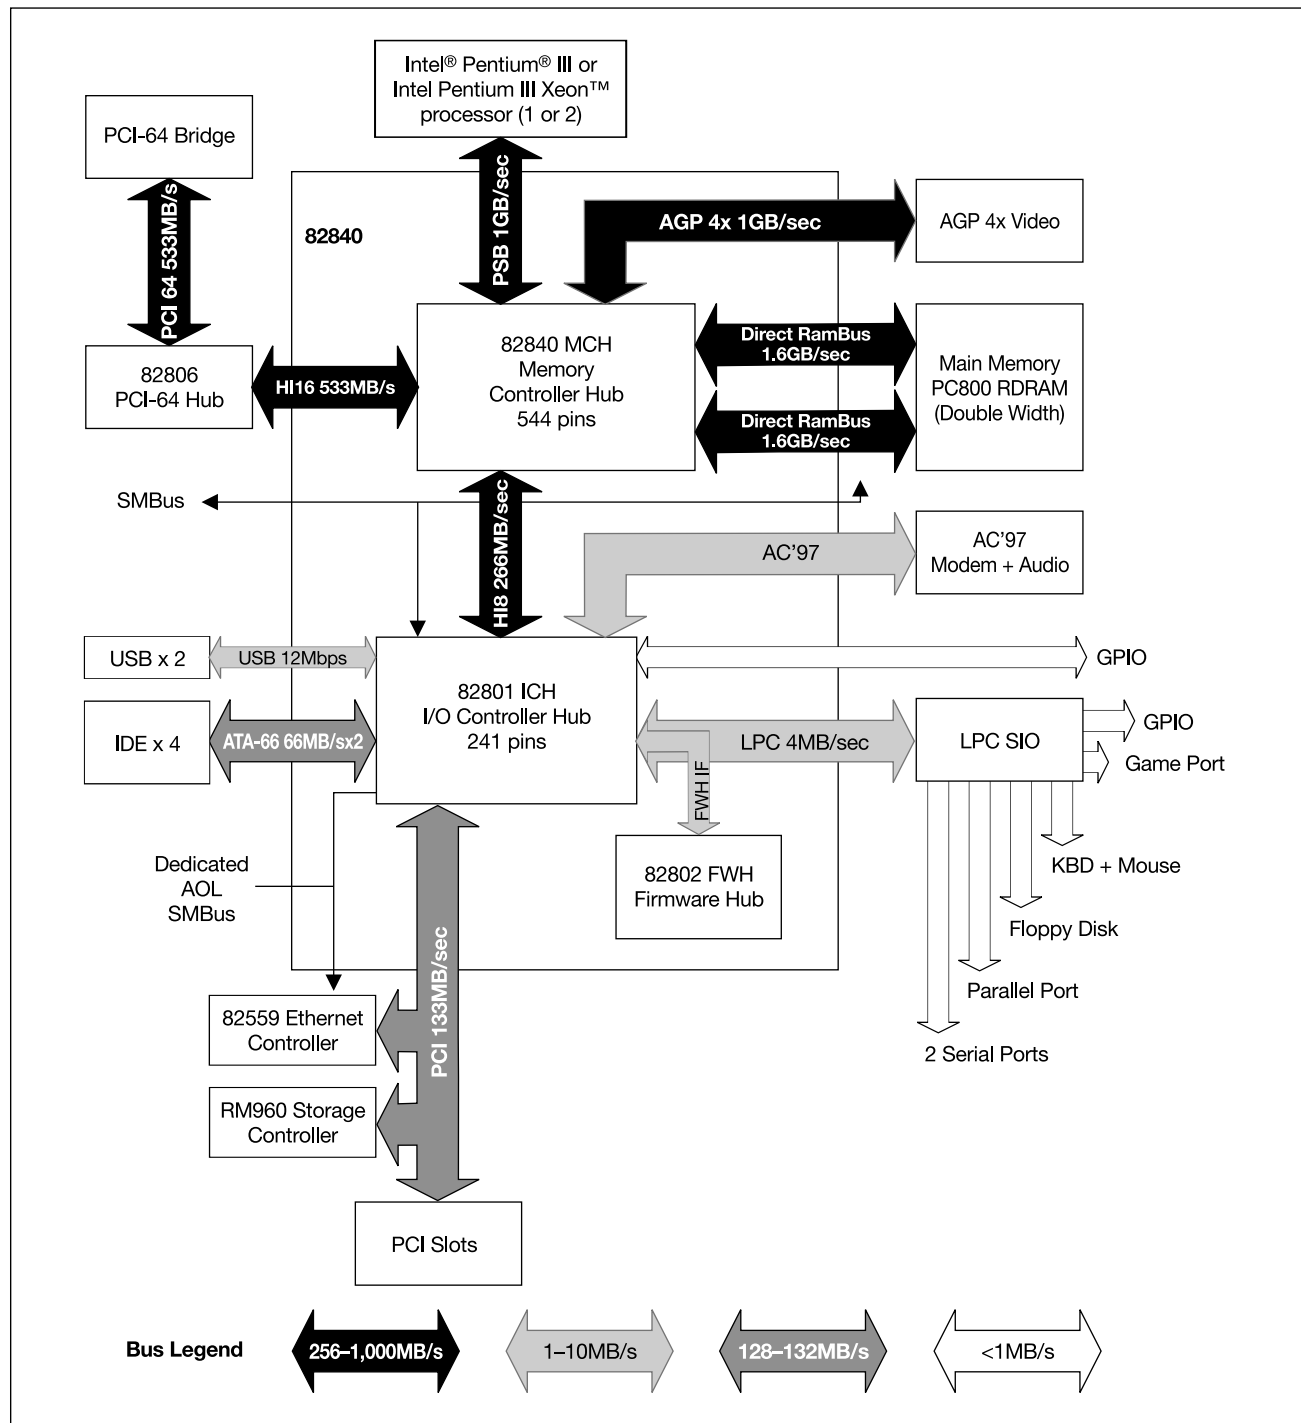 Intel® Pentium® III or
Intel Pentium III Xeon™
processor (1 or 2)
PCI-64 Bridge
PCI 64 533MB/s
82840
PSB 1GB/sec
AGP 4x 1GB/sec
AGP 4x Video
82806
PCI-64 Hub
HI16 533MB/s
82840 MCH
Memory
Controller Hub
544 pins
Direct RamBus
1.6GB/sec
Direct RamBus
1.6GB/sec
Main Memory
PC800 RDRAM
(Double Width)
SMBus
HI8 266MB/sec
AC’97
AC’97
Modem + Audio
USB x 2
USB 12Mbps
GPIO
IDE x 4
ATA-66 66MB/sx2
82801 ICH
I/O Controller Hub
241 pins
LPC 4MB/sec
FWH IF
LPC SIO
GPIO
Game Port
KBD + Mouse
Floppy Disk
Parallel Port
2 Serial Ports
82802 FWH
Firmware Hub
Dedicated
AOL
SMBus
PCI 133MB/sec
82559 Ethernet
Controller
RM960 Storage
Controller
PCI Slots
Bus Legend
256–1,000MB/s
1–10MB/s
128–132MB/s
<1MB/s